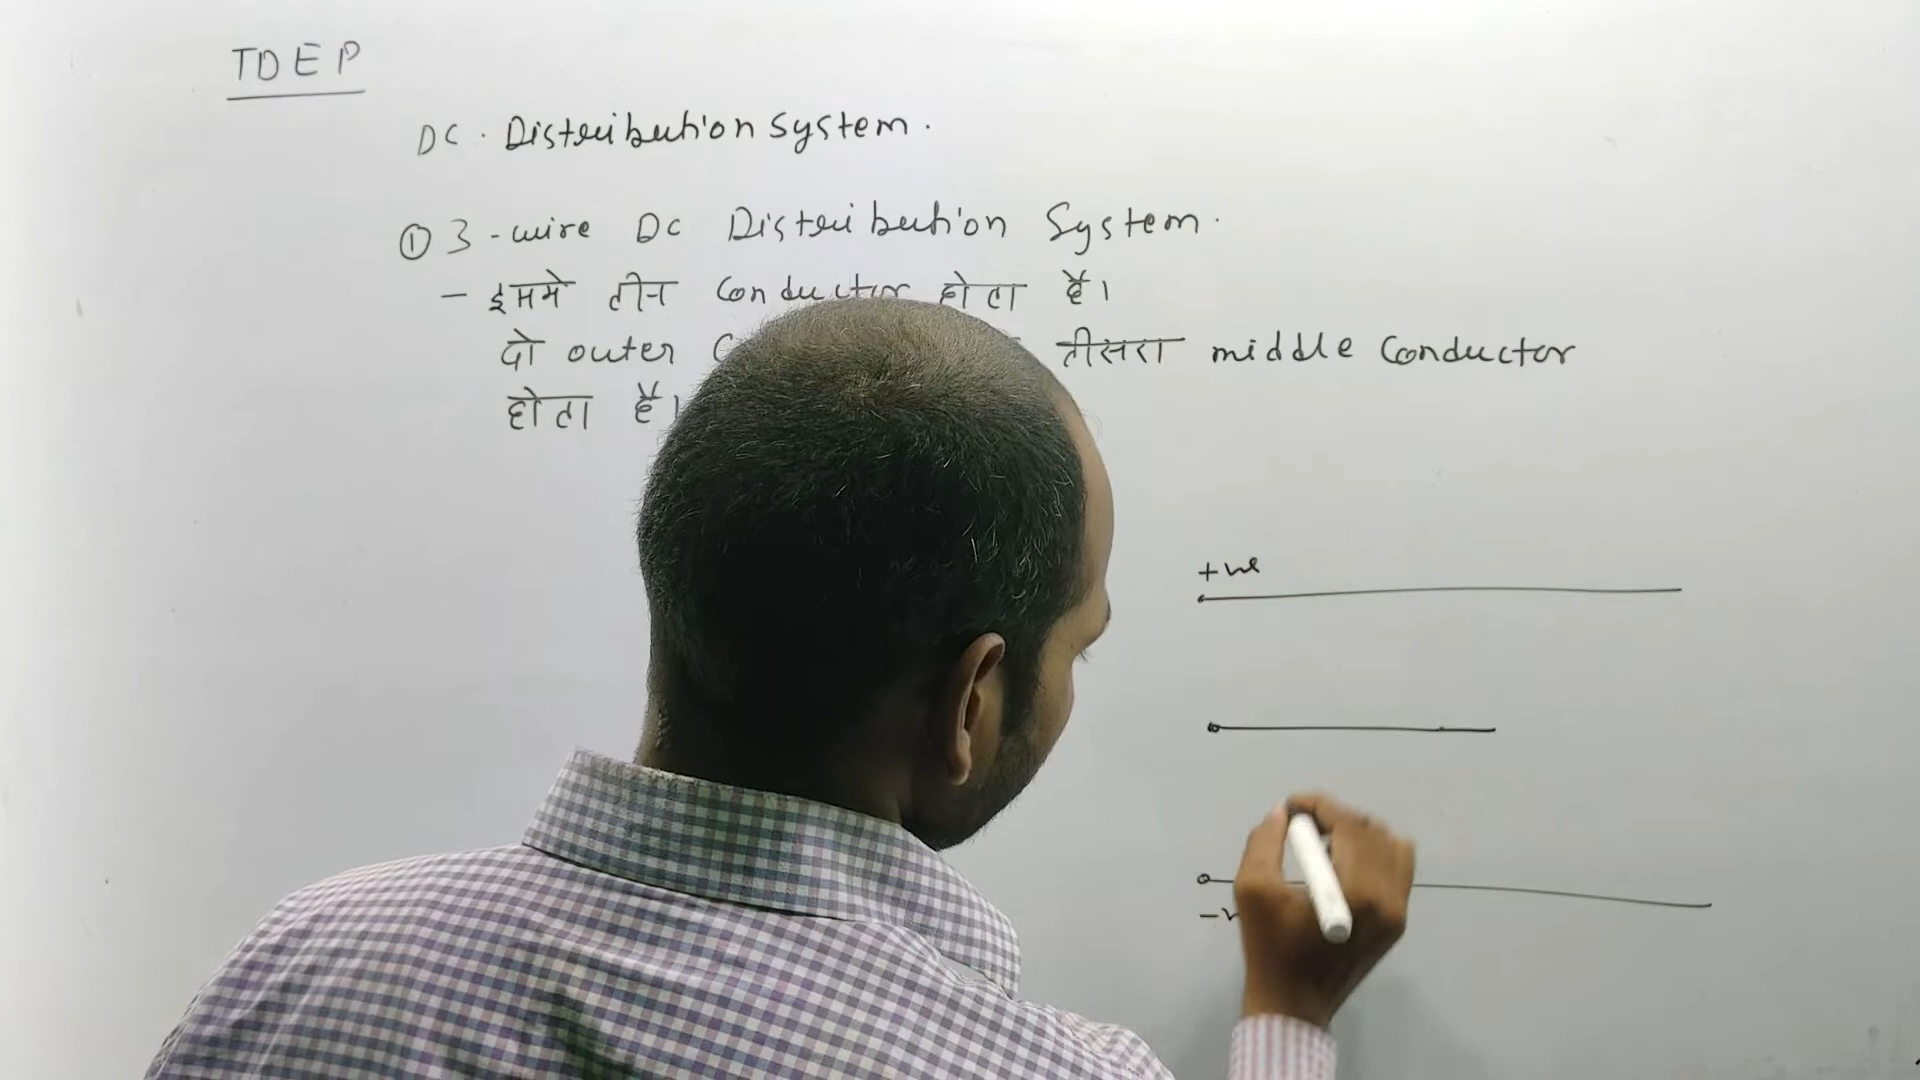 TDEP
DC. Distribution System.
① 3-wire DC Distribution System.
- इसमे तीन Conductor होता हैं।
दो outer तीसरा middle Conductor
होता हैं।
+ve